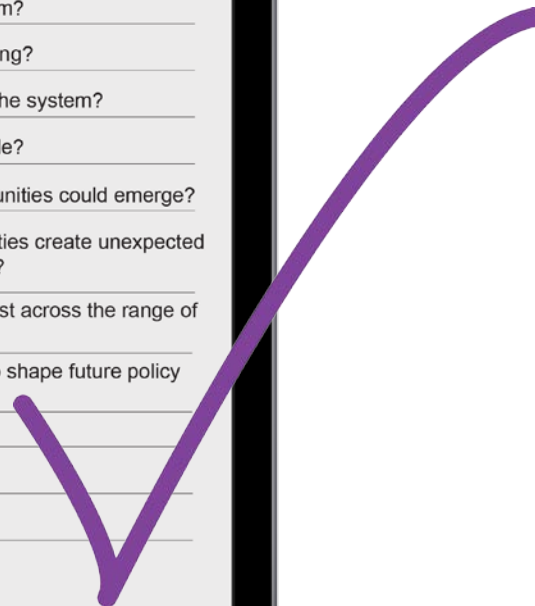 m?
ng?
he system?
le?
unities could emerge?
ties create unexpected
?
st across the range of
shape future policy